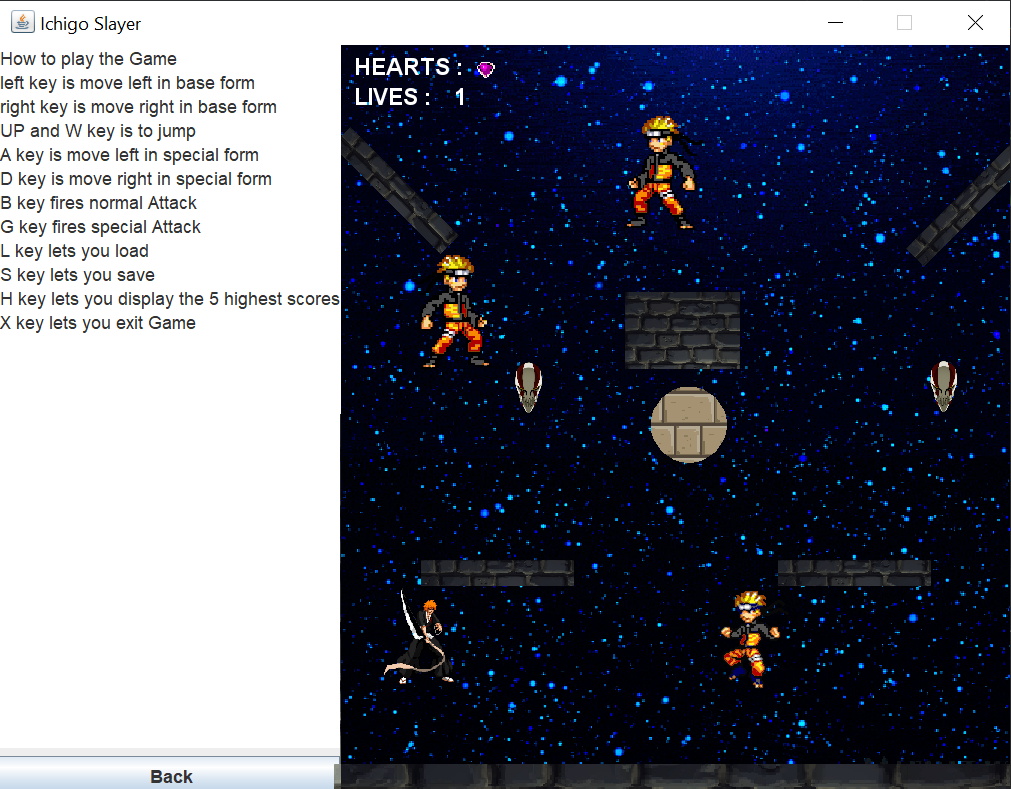 Ichigo Slayer
How to play the Game
left key is move left in base form
right key is move right in base form
UP and W key is to jump
A key is move left in special form
D key is move right in special form
B key fires normal Attack
G key fires special Attack
L key lets you load
S key lets you save
H key lets you display the 5 highest scores
X key lets you exit Game
Back
HEARTS :
LIVES : 1